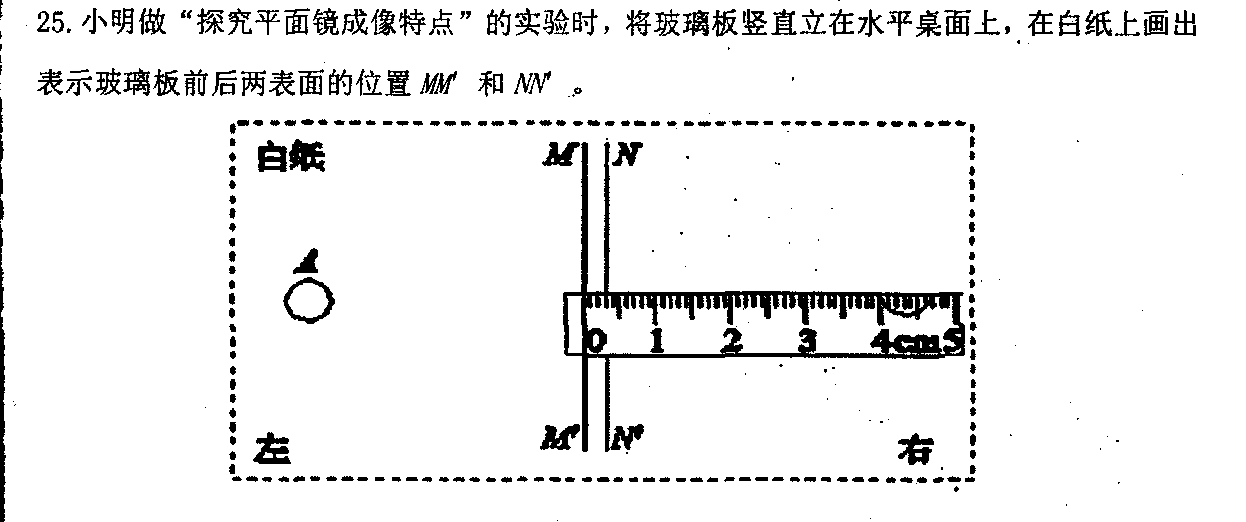 25. 小明做“探究平面镜成像特点”的实验时，将玻璃板竖直立在水平桌面上，在白纸上画出
表示玻璃板前后两表面的位置 MM′ 和 NN′ 。
白纸
M N
A
0 1 2 3 4cm5
M′ N′
左 右